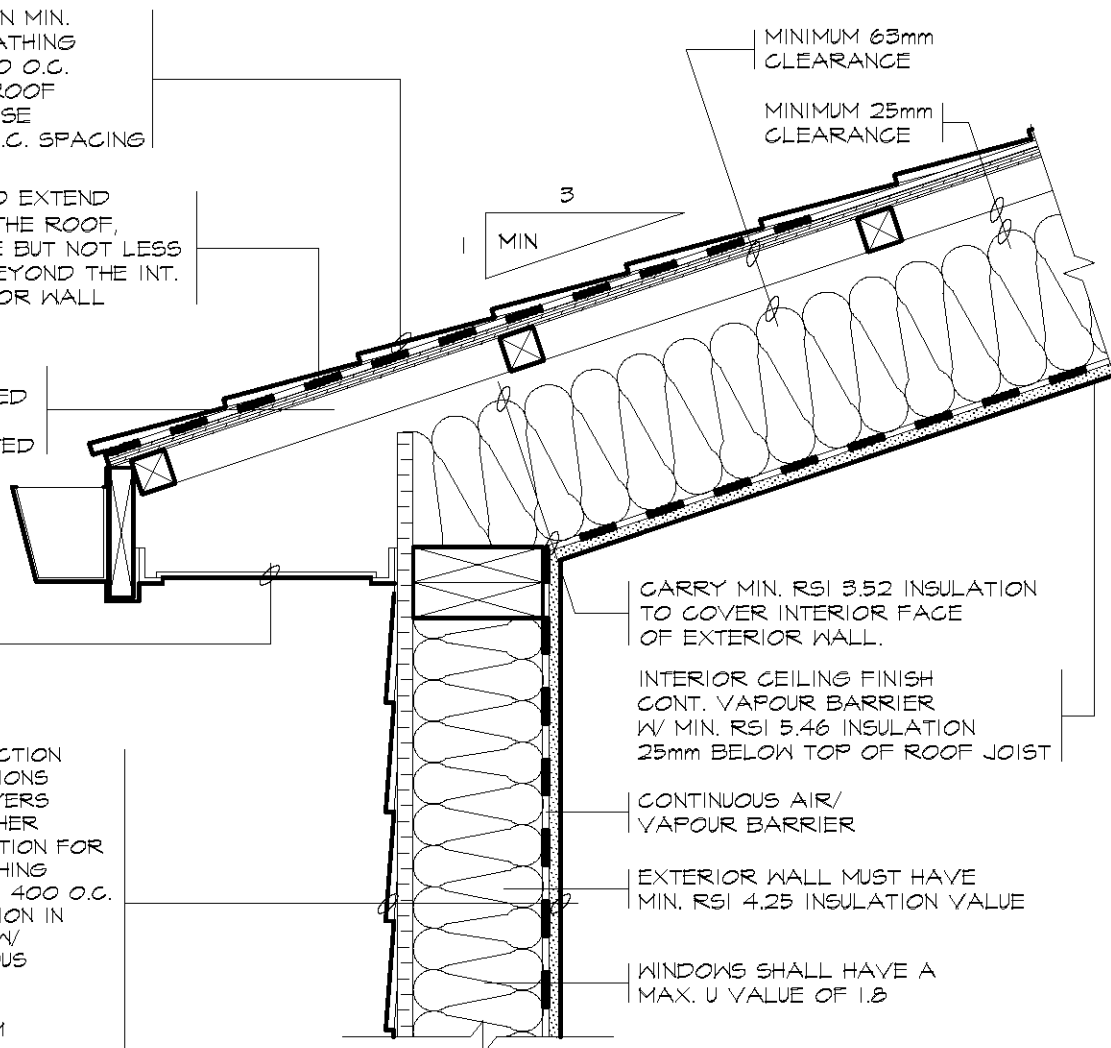 N MIN.
ATHING
O O.C.
ROOF
SE
.C. SPACING
D EXTEND
THE ROOF,
E BUT NOT LESS
EYOND THE INT.
OR WALL
ED
TED
CTION
IONS
YERS
HER
TION FOR
HING
400 O.C.
ION IN
W/
US
M
3
1
MIN
MINIMUM 63mm
CLEARANCE
MINIMUM 25mm
CLEARANCE
CARRY MIN. RSI 3.52 INSULATION
TO COVER INTERIOR FACE
OF EXTERIOR WALL.
INTERIOR CEILING FINISH
CONT. VAPOUR BARRIER
W/ MIN. RSI 5.46 INSULATION
25mm BELOW TOP OF ROOF JOIST
CONTINUOUS AIR/
VAPOUR BARRIER
EXTERIOR WALL MUST HAVE
MIN. RSI 4.25 INSULATION VALUE
WINDOWS SHALL HAVE A
MAX. U VALUE OF 1.8